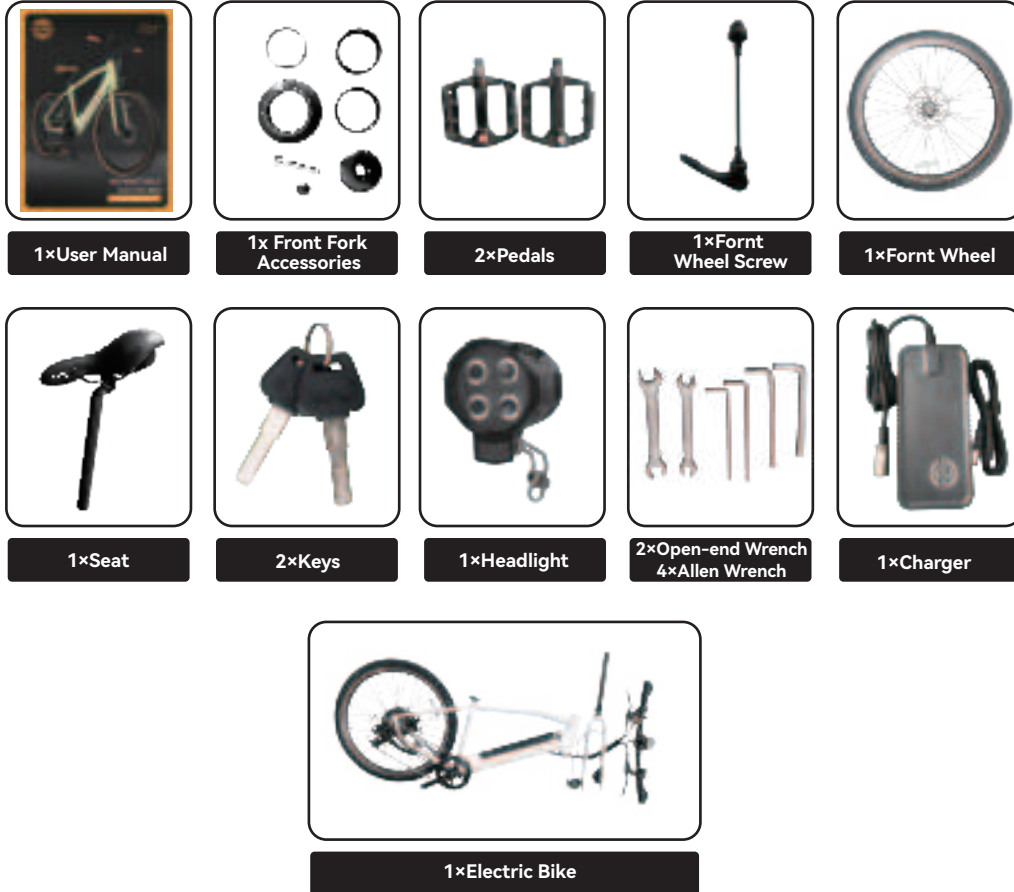 1×User Manual
1x Front Fork
Accessories
2×Pedals
1×Fornt
Wheel Screw
1×Fornt Wheel
1×Seat
2×Keys
1×Headlight
2×Open-end Wrench
4×Allen Wrench
1×Charger
1×Electric Bike